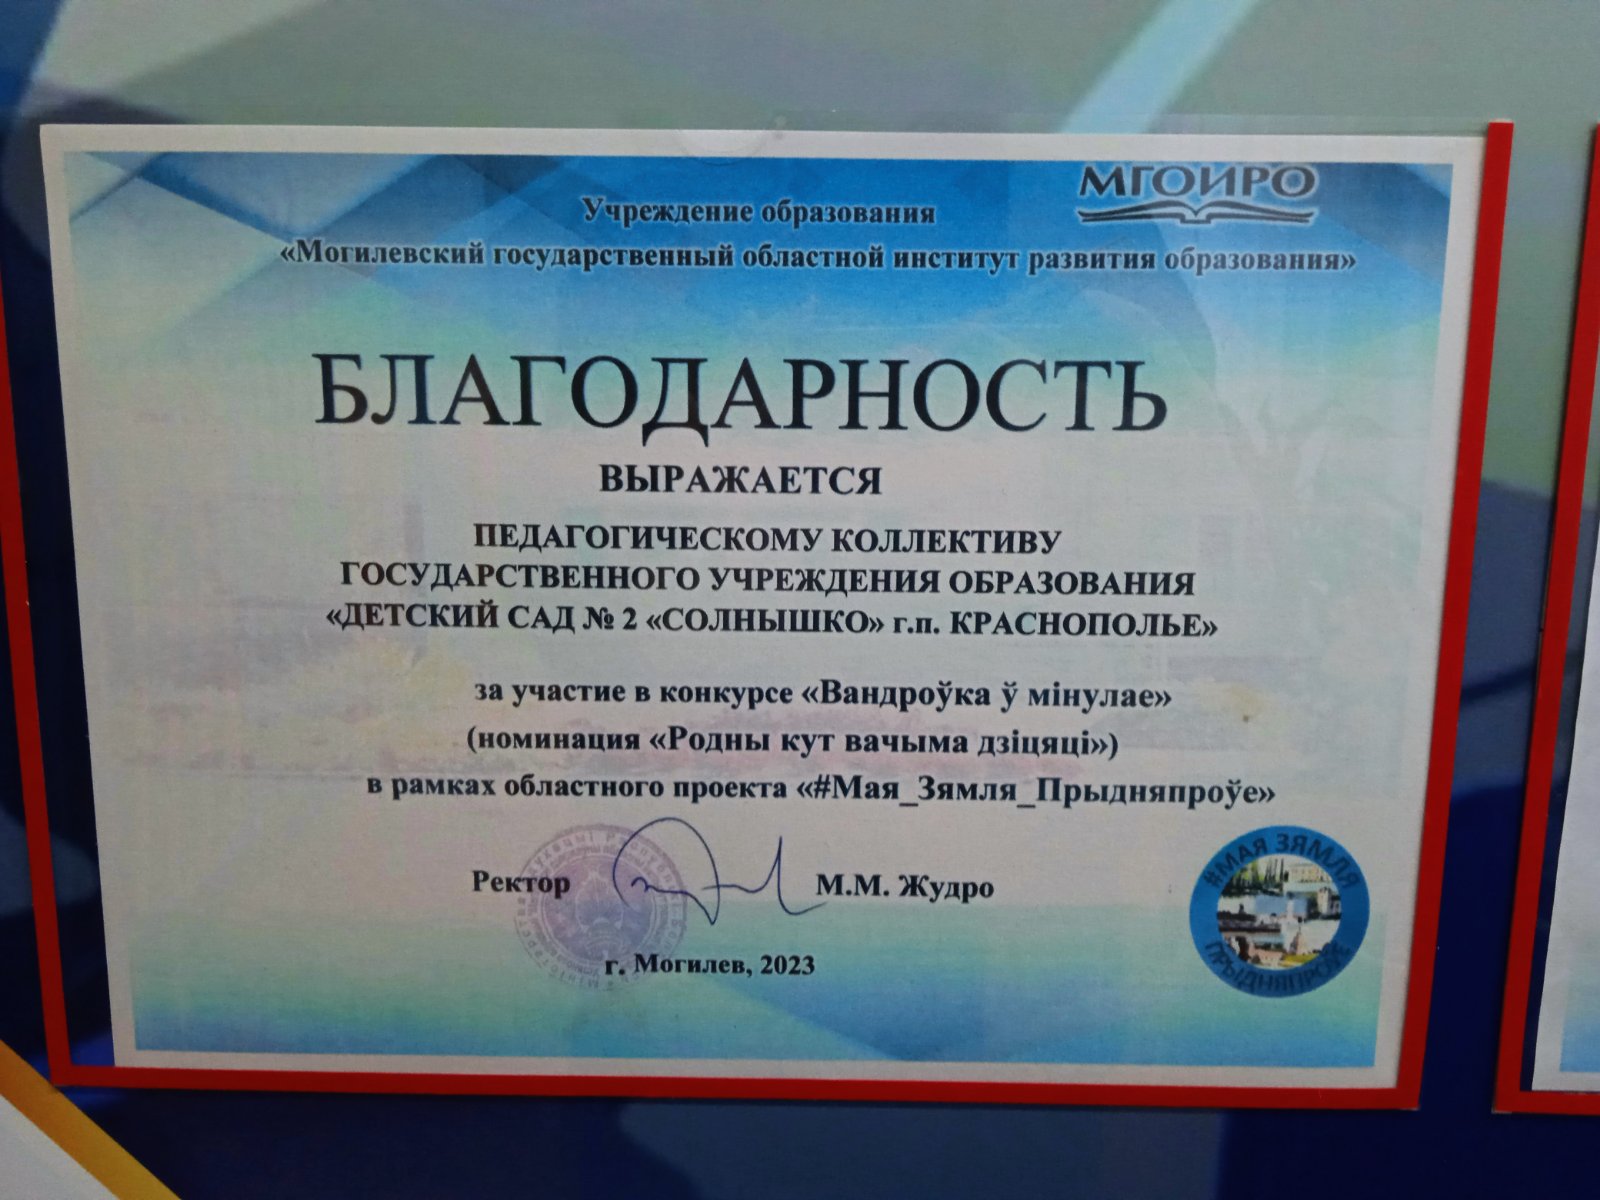 МГОИРО
Учреждение образования
«Могилевский государственный областной институт развития образования»
БЛАГОДАРНОСТЬ
ВЫРАЖАЕТСЯ
ПЕДАГОГИЧЕСКОМУ КОЛЛЕКТИВУ
ГОСУДАРСТВЕННОГО УЧРЕЖДЕНИЯ ОБРАЗОВАНИЯ
«ДЕТСКИЙ САД № 2 «СОЛНЫШКО» г.п. КРАСНОПОЛЬЕ»
за участие в конкурсе «Вандроўка ў мінулае»
(номинация «Родны кут вачыма дзіцяці»)
в рамках областного проекта «#Мая_Зямля_Прыдняпроўе»
Ректор М.М. Жудро
г. Могилев, 2023
#МАЯ ЗЯМЛЯ
ПРЫДНЯПРОЎЕ